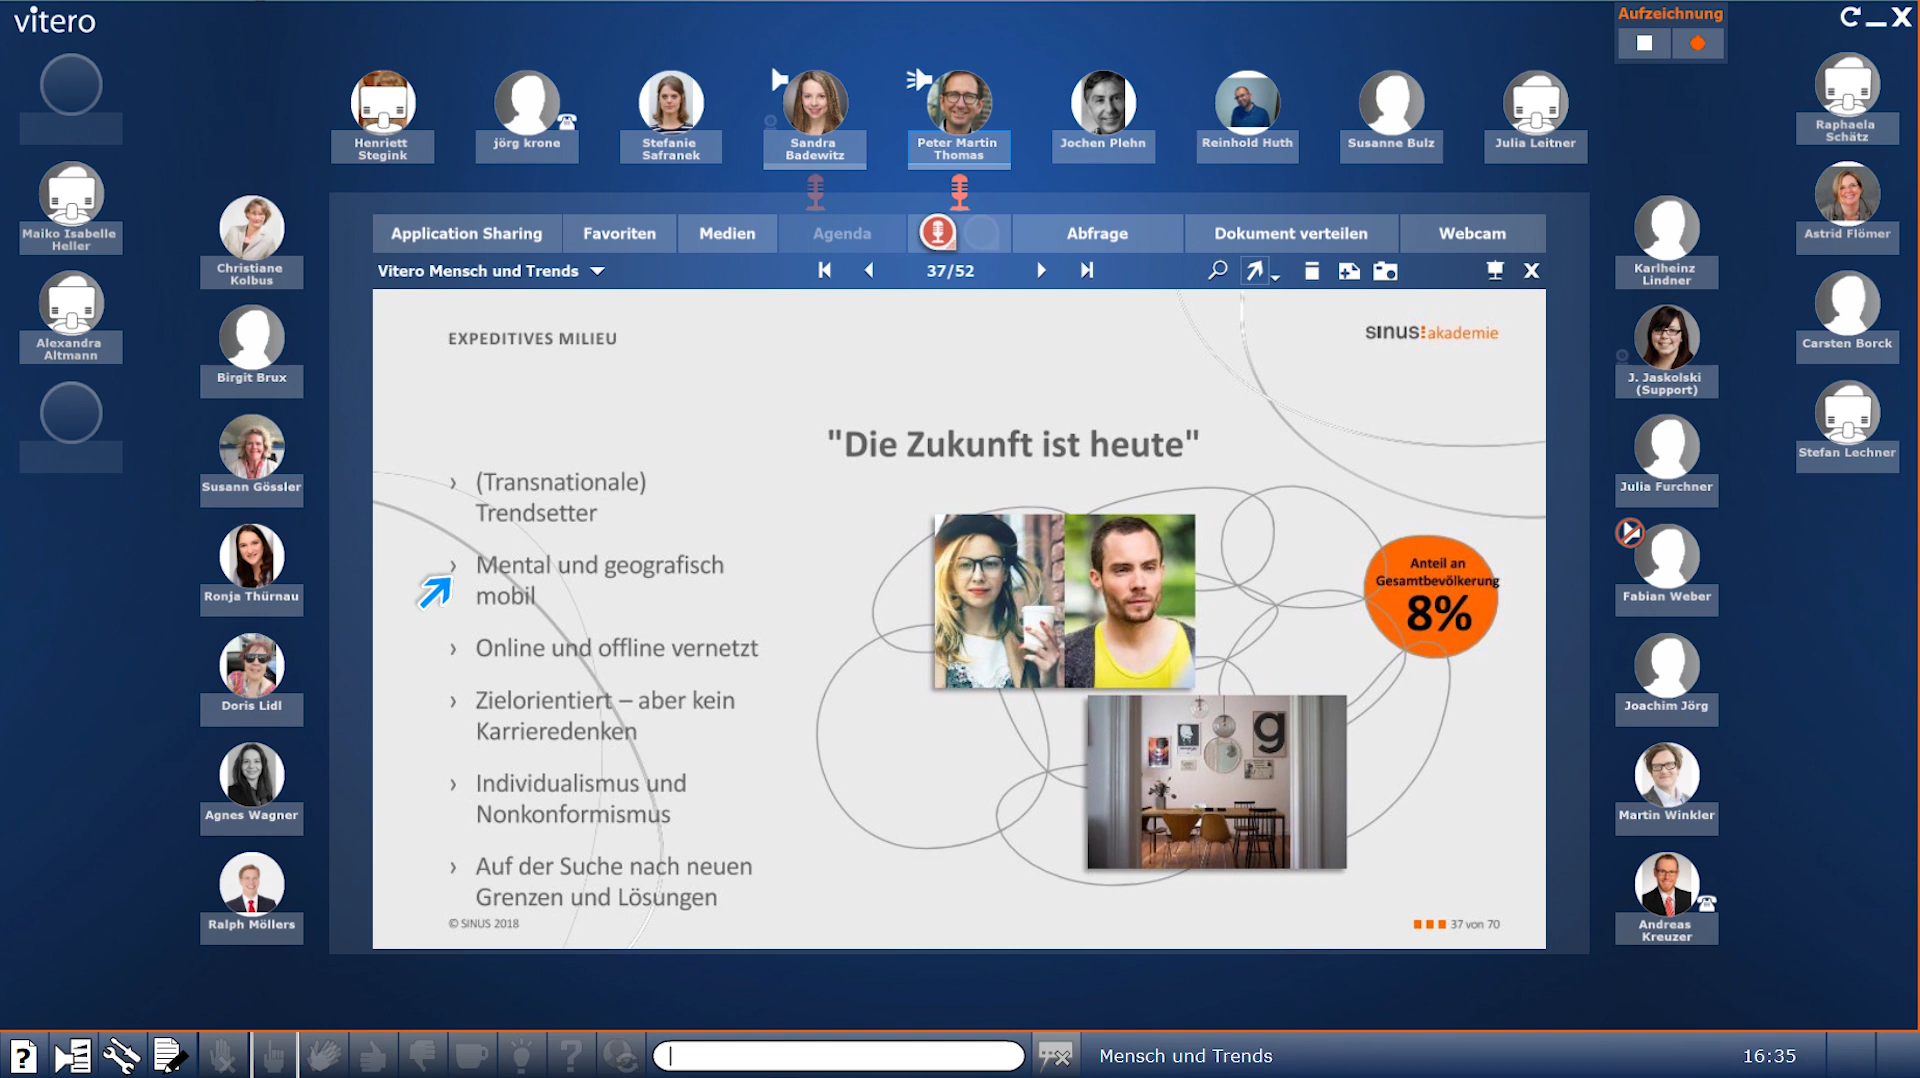 vitero
Aufzeichnung
Henriett
Stegink
jörg krone
Stefanie
Safranek
Sandra
Badewitz
Peter Martin
Thomas
Jochen Plehn
Reinhold Huth
Susanne Bulz
Julia Leitner
Raphaela
Schätz
Maiko Isabelle
Heller
Alexandra
Altmann
Christiane
Kolbus
Birgit Brux
Susann Gössler
Ronja Thürnau
Doris Lidl
Agnes Wagner
Ralph Möllers
Application Sharing
Favoriten
Medien
Agenda
Abfrage
Dokument verteilen
Webcam
Vitero Mensch und Trends
37/52
EXPEDITIVES MILIEU
sinus:akademie
"Die Zukunft ist heute"
› (Transnationale)
Trendsetter
› Mental und geografisch
mobil
› Online und offline vernetzt
› Zielorientiert – aber kein
Karrieredenken
› Individualismus und
Nonkonformismus
› Auf der Suche nach neuen
Grenzen und Lösungen
Anteil an
Gesamtbevölkerung
8%
g
© SINUS 2018
37 von 70
Karlheinz
Lindner
J. Jaskolski
(Support)
Julia Furchner
Fabian Weber
Joachim Jörg
Martin Winkler
Andreas
Kreuzer
Astrid Flömer
Carsten Borck
Stefan Lechner
Mensch und Trends
16:35